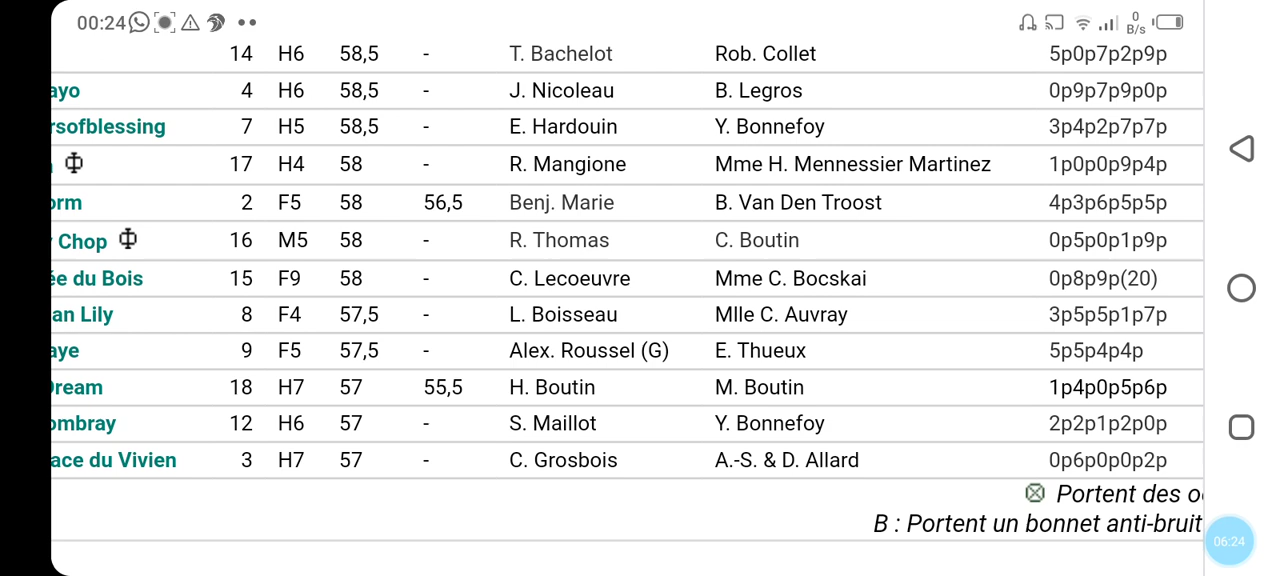 00:24 0 B/s
14 H6 58,5 - T. Bachelot Rob. Collet 5p0p7p2p9p
ayo 4 H6 58,5 - J. Nicoleau B. Legros 0p9p7p9p0p
rsofblessing 7 H5 58,5 - E. Hardouin Y. Bonnefoy 3p4p2p7p7p
17 H4 58 - R. Mangione Mme H. Mennessier Martinez 1p0p0p9p4p
orm 2 F5 58 56,5 Benj. Marie B. Van Den Troost 4p3p6p5p5p
Chop 16 M5 58 - R. Thomas C. Boutin 0p5p0p1p9p
ée du Bois 15 F9 58 - C. Lecoeuvre Mme C. Bocskai 0p8p9p(20)
an Lily 8 F4 57,5 - L. Boisseau Mlle C. Auvray 3p5p5p1p7p
aye 9 F5 57,5 - Alex. Roussel (G) E. Thueux 5p5p4p4p
Dream 18 H7 57 55,5 H. Boutin M. Boutin 1p4p0p5p6p
ombray 12 H6 57 - S. Maillot Y. Bonnefoy 2p2p1p2p0p
ace du Vivien 3 H7 57 - C. Grosbois A.-S. & D. Allard 0p6p0p0p2p
Portent des
B : Portent un bonnet anti-bruit
06:24